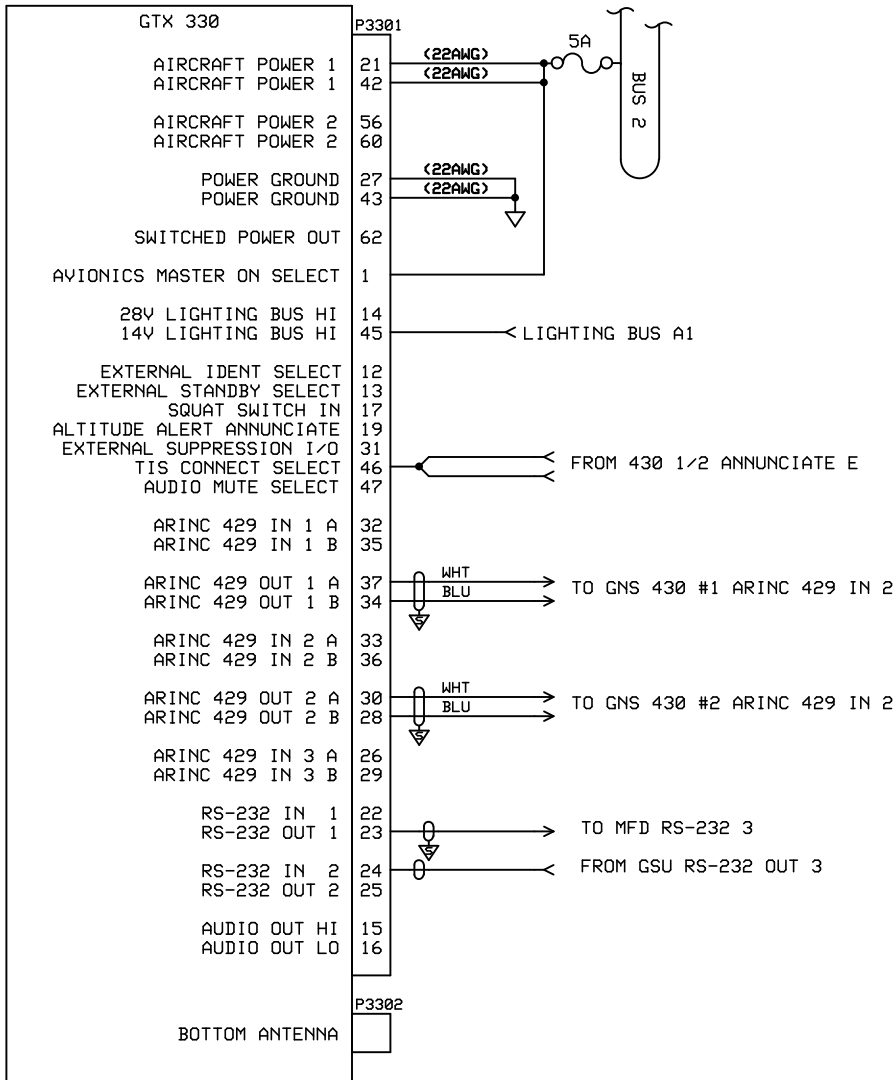 GTX 330
P3301
5A
BUS 2
AIRCRAFT POWER 1 21 (22AWG)
AIRCRAFT POWER 1 42 (22AWG)
AIRCRAFT POWER 2 56
AIRCRAFT POWER 2 60
POWER GROUND 27 (22AWG)
POWER GROUND 43 (22AWG)
SWITCHED POWER OUT 62
AVIONICS MASTER ON SELECT 1
28V LIGHTING BUS HI 14
14V LIGHTING BUS HI 45 LIGHTING BUS A1
EXTERNAL IDENT SELECT 12
EXTERNAL STANDBY SELECT 13
SQUAT SWITCH IN 17
ALTITUDE ALERT ANNUNCIATE 19
EXTERNAL SUPPRESSION I/O 31
TIS CONNECT SELECT 46 FROM 430 1/2 ANNUNCIATE E
AUDIO MUTE SELECT 47
ARINC 429 IN 1 A 32
ARINC 429 IN 1 B 35
ARINC 429 OUT 1 A 37 WHT
TO GNS 430 #1 ARINC 429 IN 2
ARINC 429 OUT 1 B 34 BLU
S
ARINC 429 IN 2 A 33
ARINC 429 IN 2 B 36
ARINC 429 OUT 2 A 30 WHT
TO GNS 430 #2 ARINC 429 IN 2
ARINC 429 OUT 2 B 28 BLU
S
ARINC 429 IN 3 A 26
ARINC 429 IN 3 B 29
RS-232 IN 1 22
RS-232 OUT 1 23 TO MFD RS-232 3
S
RS-232 IN 2 24 FROM GSU RS-232 OUT 3
RS-232 OUT 2 25
AUDIO OUT HI 15
AUDIO OUT LO 16
P3302
BOTTOM ANTENNA